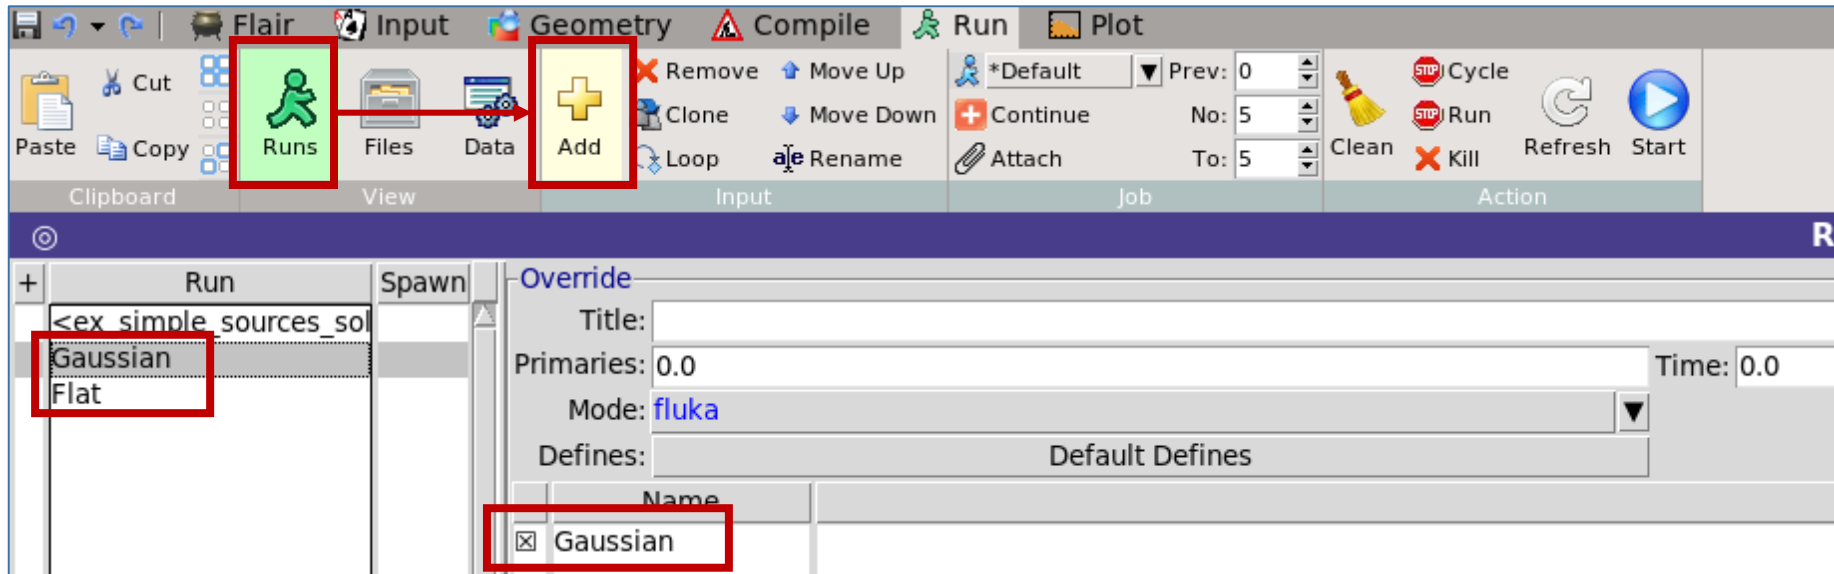 Flair Input Geometry Compile Run Plot
Paste Cut Copy Runs Files Data Add Remove Move Up *Default Prev: 0 Clean Cycle Refresh Start
Clone Move Down Continue No: 5 Run
Loop Rename Attach To: 5 Kill
Clipboard View Input Job Action
R
+ Run Spawn Override
<ex_simple_sources_sol Title:
Gaussian Primaries: 0.0 Time: 0.0
Flat Mode: fluka
Defines: Default Defines
Name
Gaussian